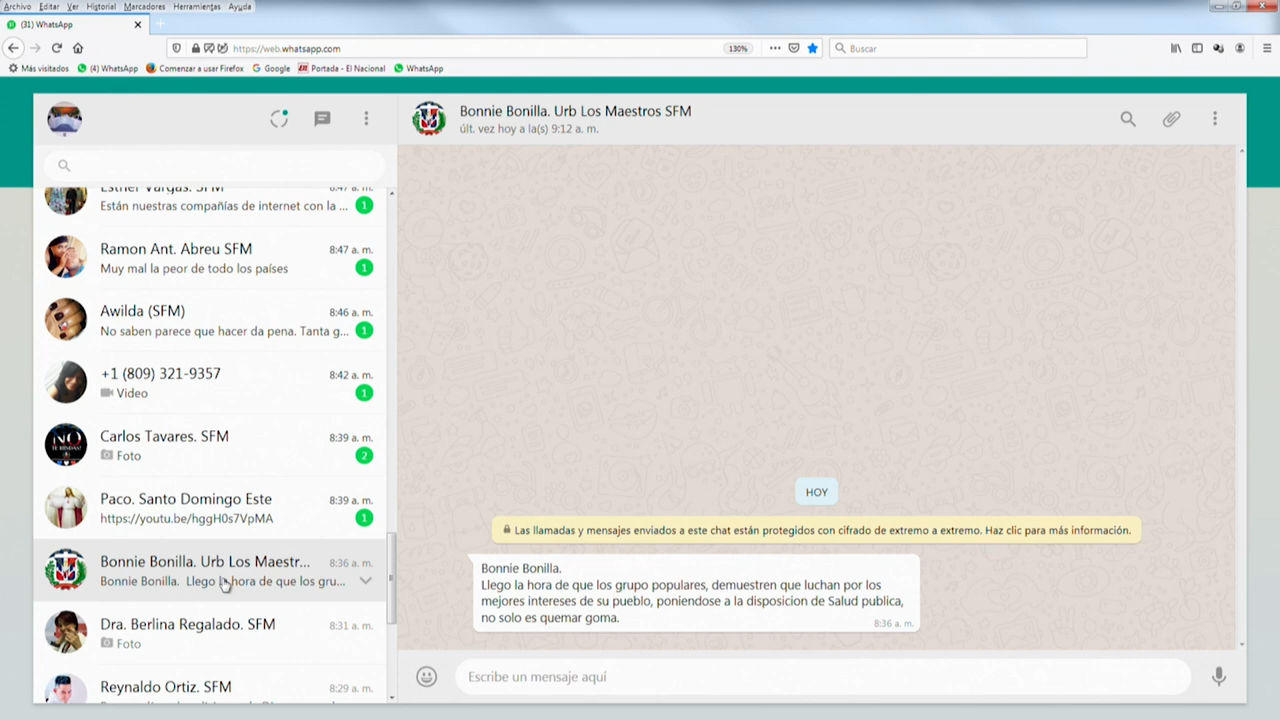 Archivo Editar Ver Historial Marcadores Herramientas Ayuda
(31) WhatsApp
https://web.whatsapp.com
130%
Buscar
Más visitados (4) WhatsApp Comenzar a usar Firefox Google Portada - El Nacional WhatsApp
Esther Vargas. SFM 8:47 a. m.
Están nuestras compañías de internet con la ... 1
Ramon Ant. Abreu SFM 8:47 a. m.
Muy mal la peor de todo los países 1
Awilda (SFM) 8:46 a. m.
No saben parece que hacer da pena. Tanta g... 1
+1 (809) 321-9357 8:42 a. m.
Video 1
Carlos Tavares. SFM 8:39 a. m.
Foto 2
Paco. Santo Domingo Este 8:39 a. m.
https://youtu.be/hggH0s7VpMA 1
Bonnie Bonilla. Urb Los Maestr... 8:36 a. m.
Bonnie Bonilla. Llego la hora de que los gru...
Dra. Berlina Regalado. SFM 8:31 a. m.
Foto
Reynaldo Ortiz. SFM 8:29 a. m.
Bonnie Bonilla. Urb Los Maestros SFM
últ. vez hoy a la(s) 9:12 a. m.
HOY
Las llamadas y mensajes enviados a este chat están protegidos con cifrado de extremo a extremo. Haz clic para más información.
Bonnie Bonilla.
Llego la hora de que los grupo populares, demuestren que luchan por los
mejores intereses de su pueblo, poniendose a la disposicion de Salud publica,
no solo es quemar goma.
8:36 a. m.
Escribe un mensaje aquí